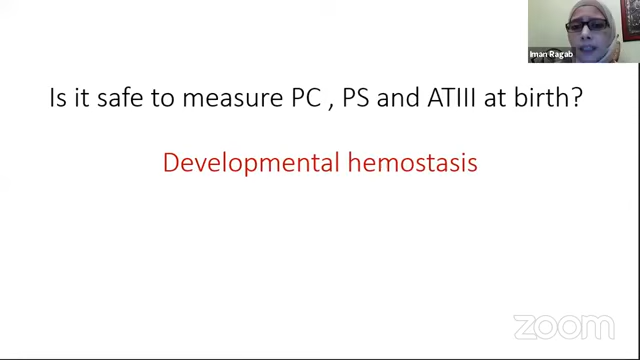 Iman Ragab
Is it safe to measure PC , PS and ATIII at birth?
Developmental hemostasis
zoom